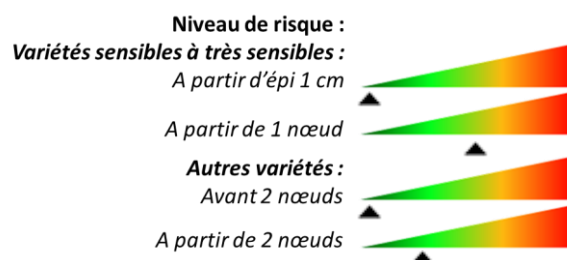 Niveau de risque :
Variétés sensibles à très sensibles :
A partir d'épi 1 cm
A partir de 1 nœud
Autres variétés :
Avant 2 nœuds
A partir de 2 nœuds